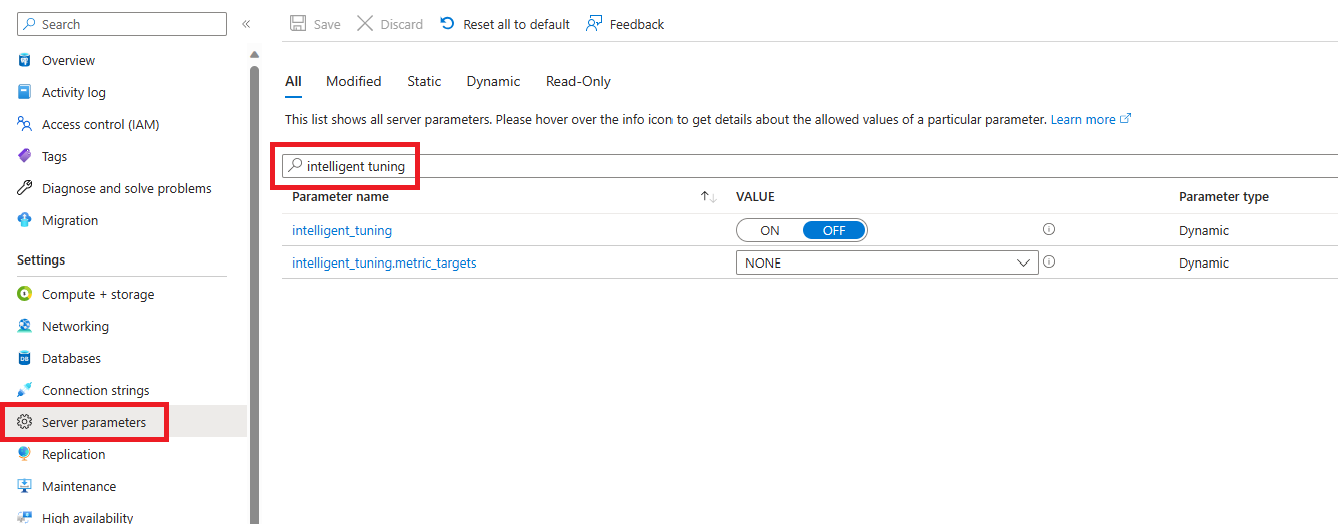 Search
«
Overview
Activity log
Access control (IAM)
Tags
Diagnose and solve problems
Migration
Settings
Compute + storage
Networking
Databases
Connection strings
Server parameters
Replication
Maintenance
High availability
Save Discard Reset all to default Feedback
All Modified Static Dynamic Read-Only
This list shows all server parameters. Please hover over the info icon to get details about the allowed values of a particular parameter. Learn more
intelligent tuning
Parameter name ↑↓ VALUE Parameter type
intelligent_tuning ON OFF Dynamic
intelligent_tuning.metric_targets NONE Dynamic